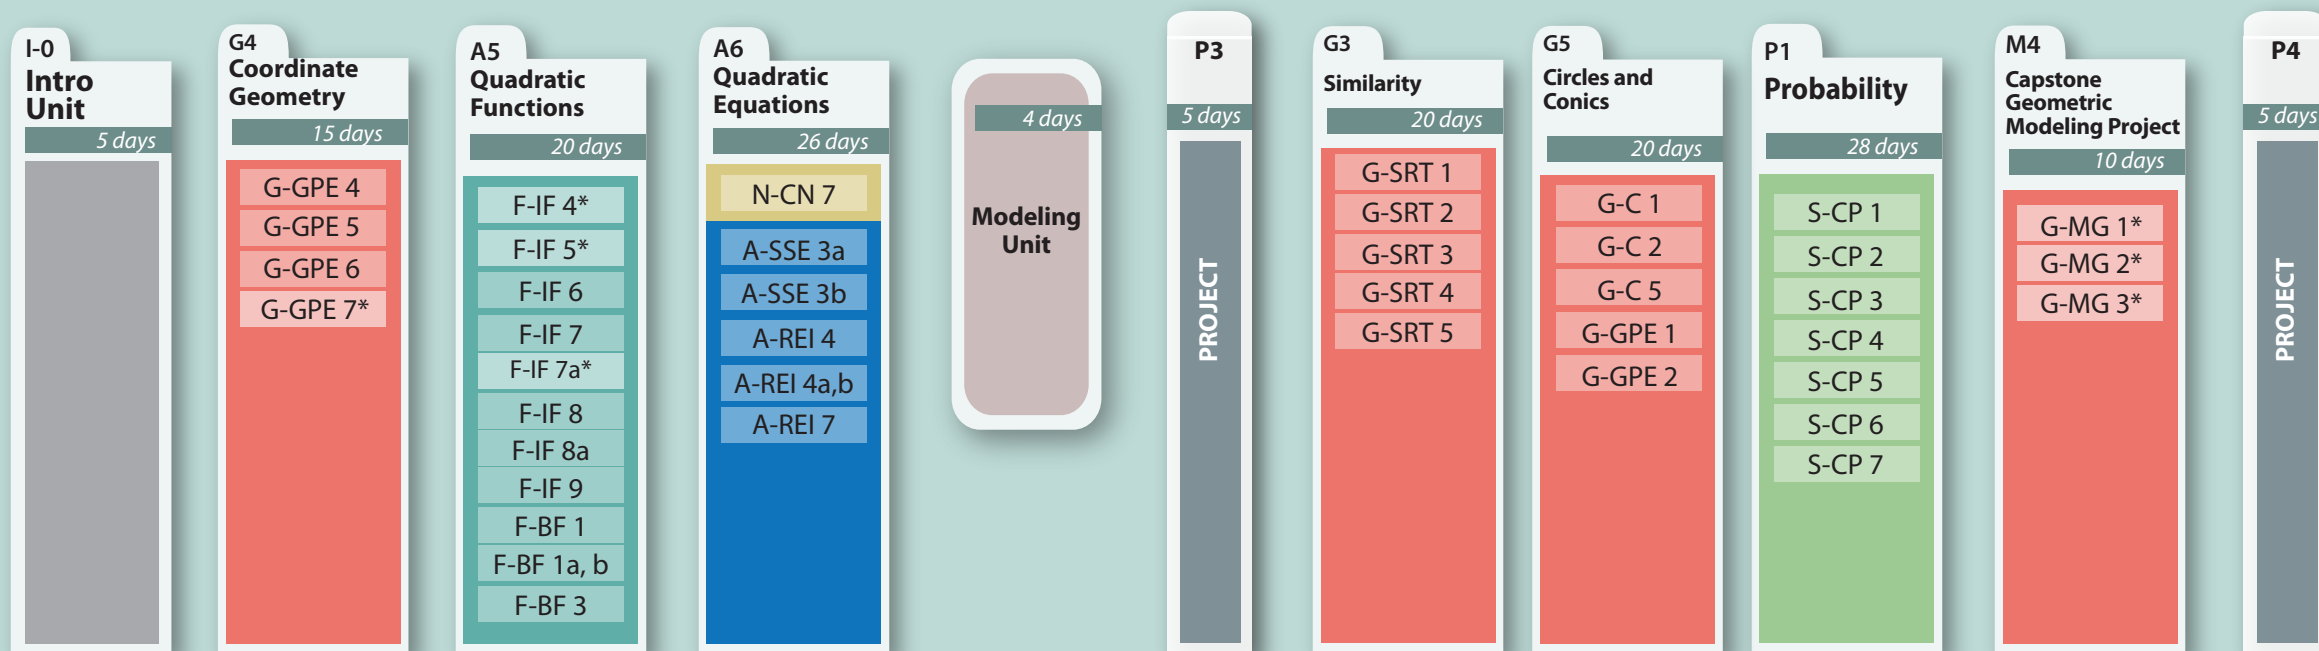 I-0
Intro
Unit
5 days
G4
Coordinate
Geometry
15 days
G-GPE 4
G-GPE 5
G-GPE 6
G-GPE 7*
A5
Quadratic
Functions
20 days
F-IF 4*
F-IF 5*
F-IF 6
F-IF 7
F-IF 7a*
F-IF 8
F-IF 8a
F-IF 9
F-BF 1
F-BF 1a, b
F-BF 3
A6
Quadratic
Equations
26 days
N-CN 7
A-SSE 3a
A-SSE 3b
A-REI 4
A-REI 4a,b
A-REI 7
4 days
Modeling
Unit
P3
5 days
PROJECT
G3
Similarity
20 days
G-SRT 1
G-SRT 2
G-SRT 3
G-SRT 4
G-SRT 5
G5
Circles and
Conics
20 days
G-C 1
G-C 2
G-C 5
G-GPE 1
G-GPE 2
P1
Probability
28 days
S-CP 1
S-CP 2
S-CP 3
S-CP 4
S-CP 5
S-CP 6
S-CP 7
M4
Capstone
Geometric
Modeling Project
10 days
G-MG 1*
G-MG 2*
G-MG 3*
P4
5 days
PROJECT